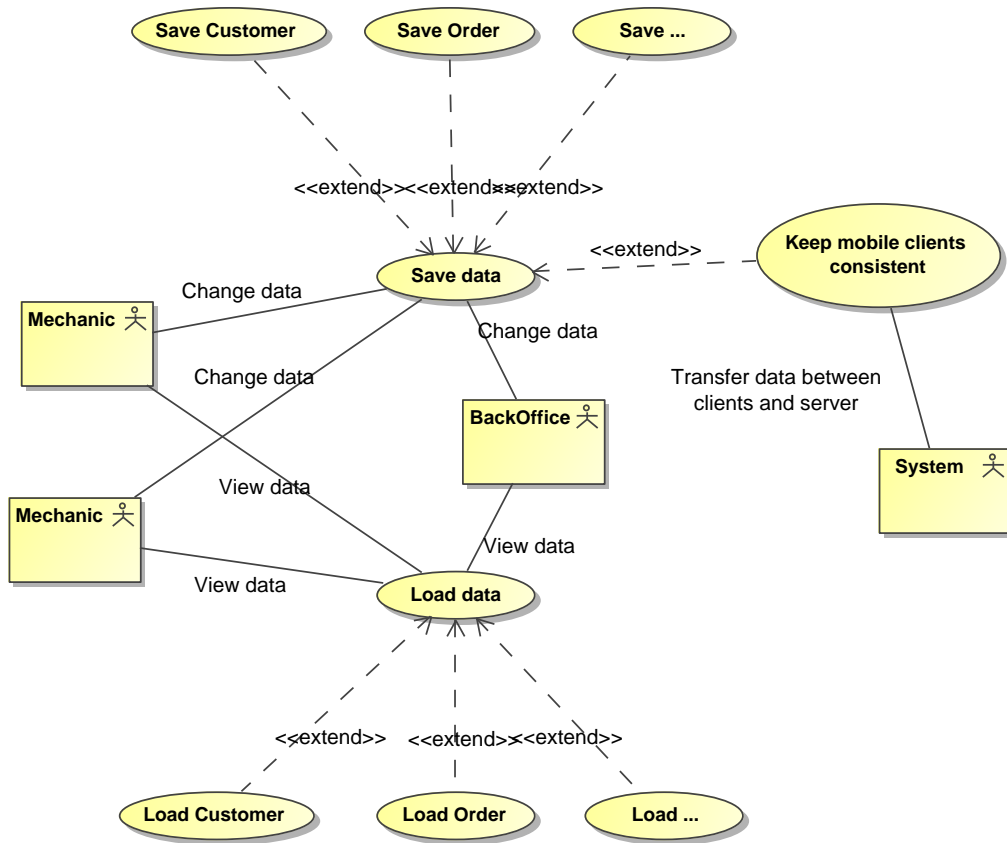 Save Customer
Save Order
Save ...
<<extend>>
<<extend>>
<<extend>>
<<extend>>
Keep mobile clients
consistent
Save data
Change data
Mechanic
Change data
Change data
Transfer data between
clients and server
BackOffice
System
View data
Mechanic
View data
View data
Load data
<<extend>>
<<extend>>
<<extend>>
Load Customer
Load Order
Load ...